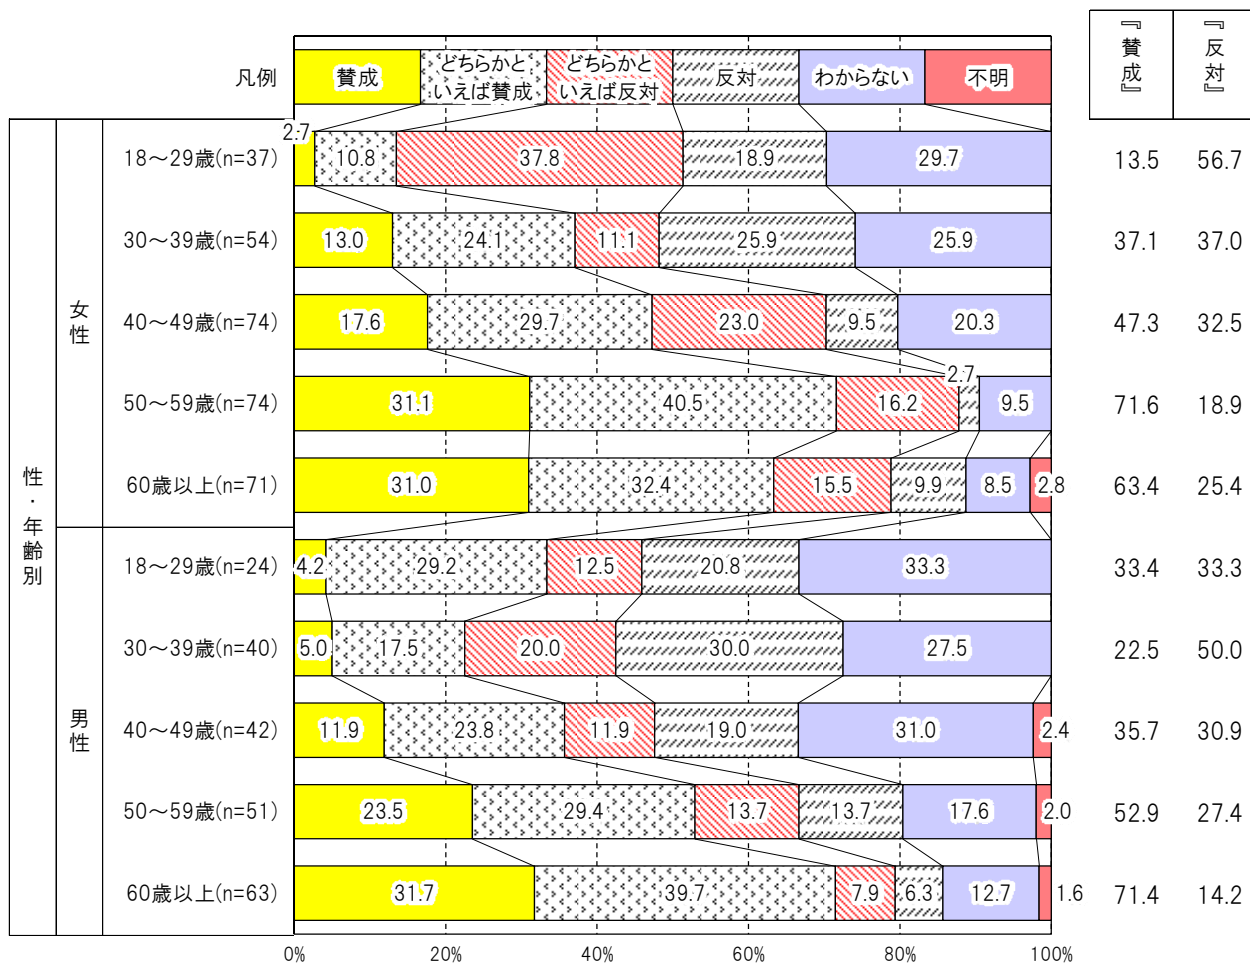 『賛成』
『反対』
凡例
賛成
どちらかと
いえば賛成
どちらかと
いえば反対
反対
わからない
不明
性・年齢別
女性
18～29歳(n=37)
2.7 10.8 37.8 18.9 29.7 13.5 56.7
30～39歳(n=54)
13.0 24.1 11.1 25.9 25.9 37.1 37.0
40～49歳(n=74)
17.6 29.7 23.0 9.5 20.3 47.3 32.5
50～59歳(n=74)
31.1 40.5 16.2 2.7 9.5 71.6 18.9
60歳以上(n=71)
31.0 32.4 15.5 9.9 8.5 2.8 63.4 25.4
男性
18～29歳(n=24)
4.2 29.2 12.5 20.8 33.3 33.4 33.3
30～39歳(n=40)
5.0 17.5 20.0 30.0 27.5 22.5 50.0
40～49歳(n=42)
11.9 23.8 11.9 19.0 31.0 2.4 35.7 30.9
50～59歳(n=51)
23.5 29.4 13.7 13.7 17.6 2.0 52.9 27.4
60歳以上(n=63)
31.7 39.7 7.9 6.3 12.7 1.6 71.4 14.2
0% 20% 40% 60% 80% 100%